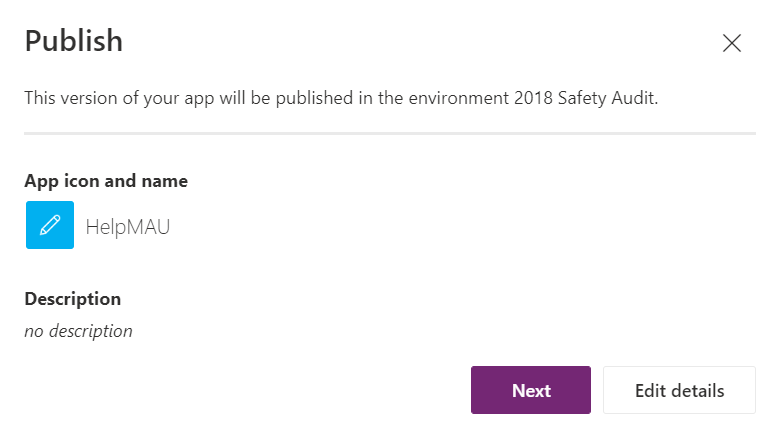 Publish
This version of your app will be published in the environment 2018 Safety Audit.
App icon and name
HelpMAU
Description
no description
Next
Edit details